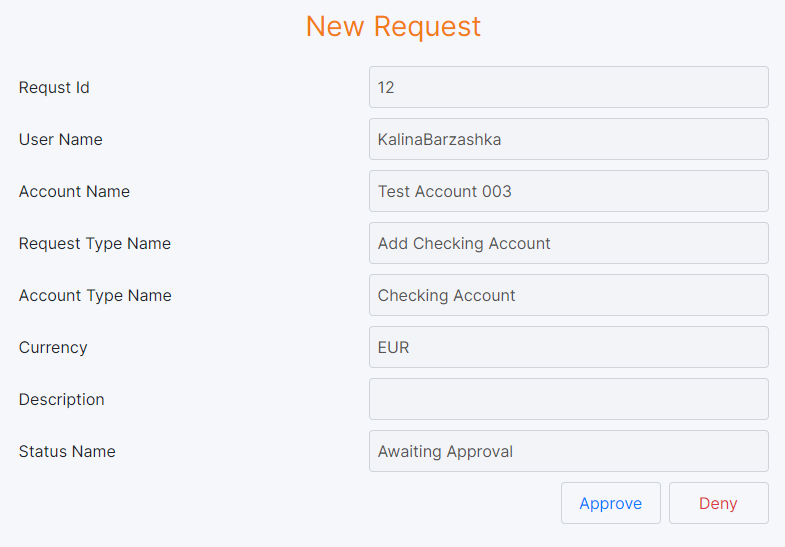 New Request
Requst Id 12
User Name KalinaBarzashka
Account Name Test Account 003
Request Type Name Add Checking Account
Account Type Name Checking Account
Currency EUR
Description
Status Name Awaiting Approval
Approve Deny